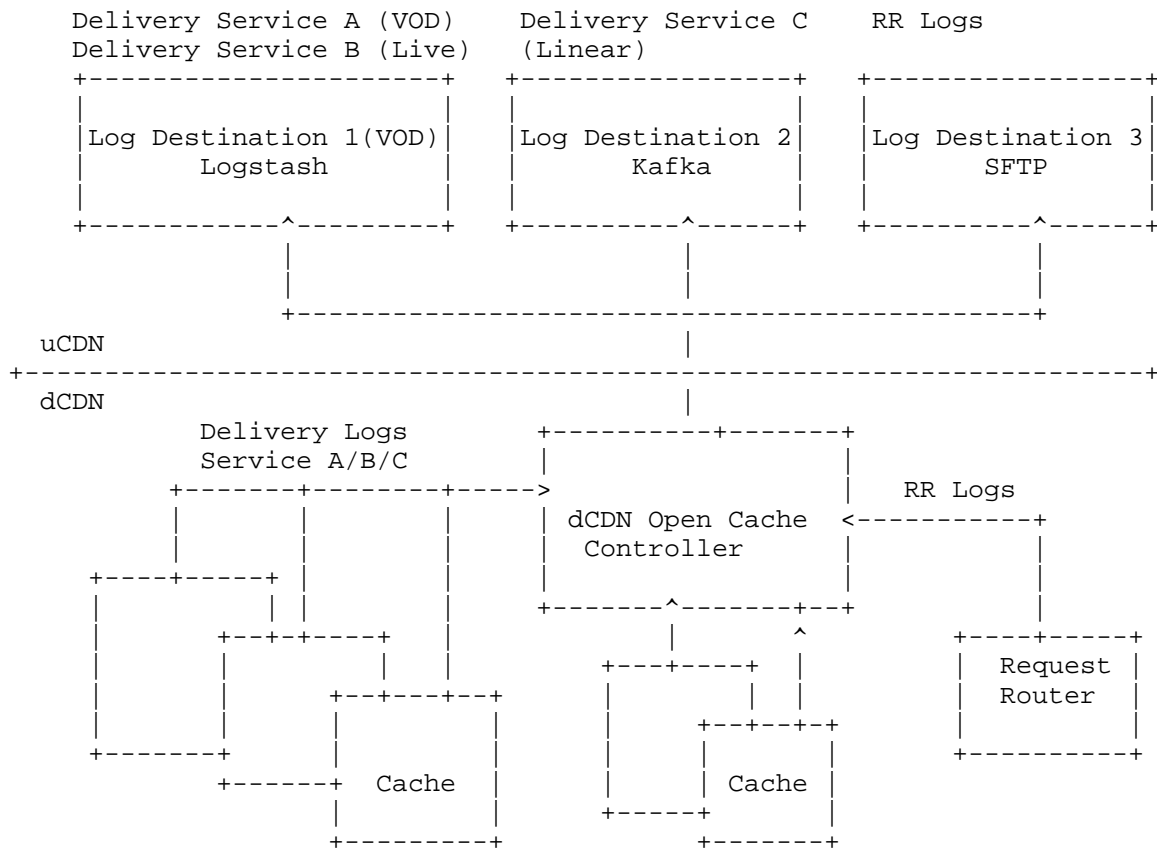 Delivery Service A (VOD)   Delivery Service C   RR Logs
Delivery Service B (Live)   (Linear)
Log Destination 1(VOD)   Log Destination 2   Log Destination 3
Logstash   Kafka   SFTP
uCDN
dCDN
Delivery Logs
Service A/B/C
RR Logs
dCDN Open Cache
Controller
Request
Router
Cache   Cache